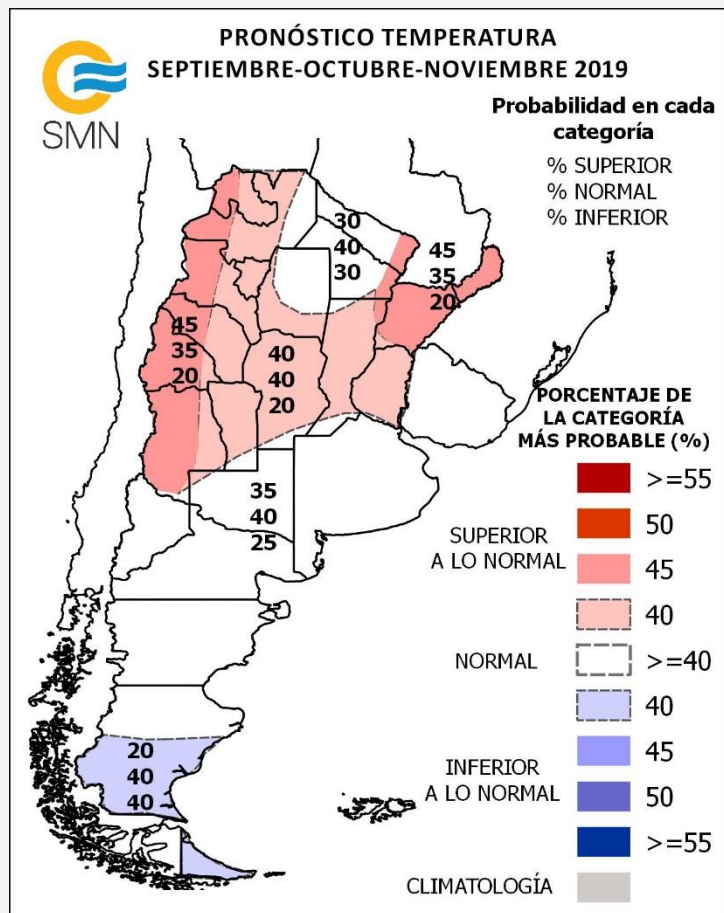 PRONÓSTICO TEMPERATURA
SEPTIEMBRE-OCTUBRE-NOVIEMBRE 2019
SMN
Probabilidad en cada
categoría
% SUPERIOR
% NORMAL
% INFERIOR
30
40
30
45
35
20
45
35
20
40
40
20
35
40
25
20
40
40
PORCENTAJE DE
LA CATEGORÍA
MÁS PROBABLE (%)
SUPERIOR
A LO NORMAL
>=55
50
45
40
NORMAL
>=40
INFERIOR
A LO NORMAL
40
45
50
>=55
CLIMATOLOGÍA